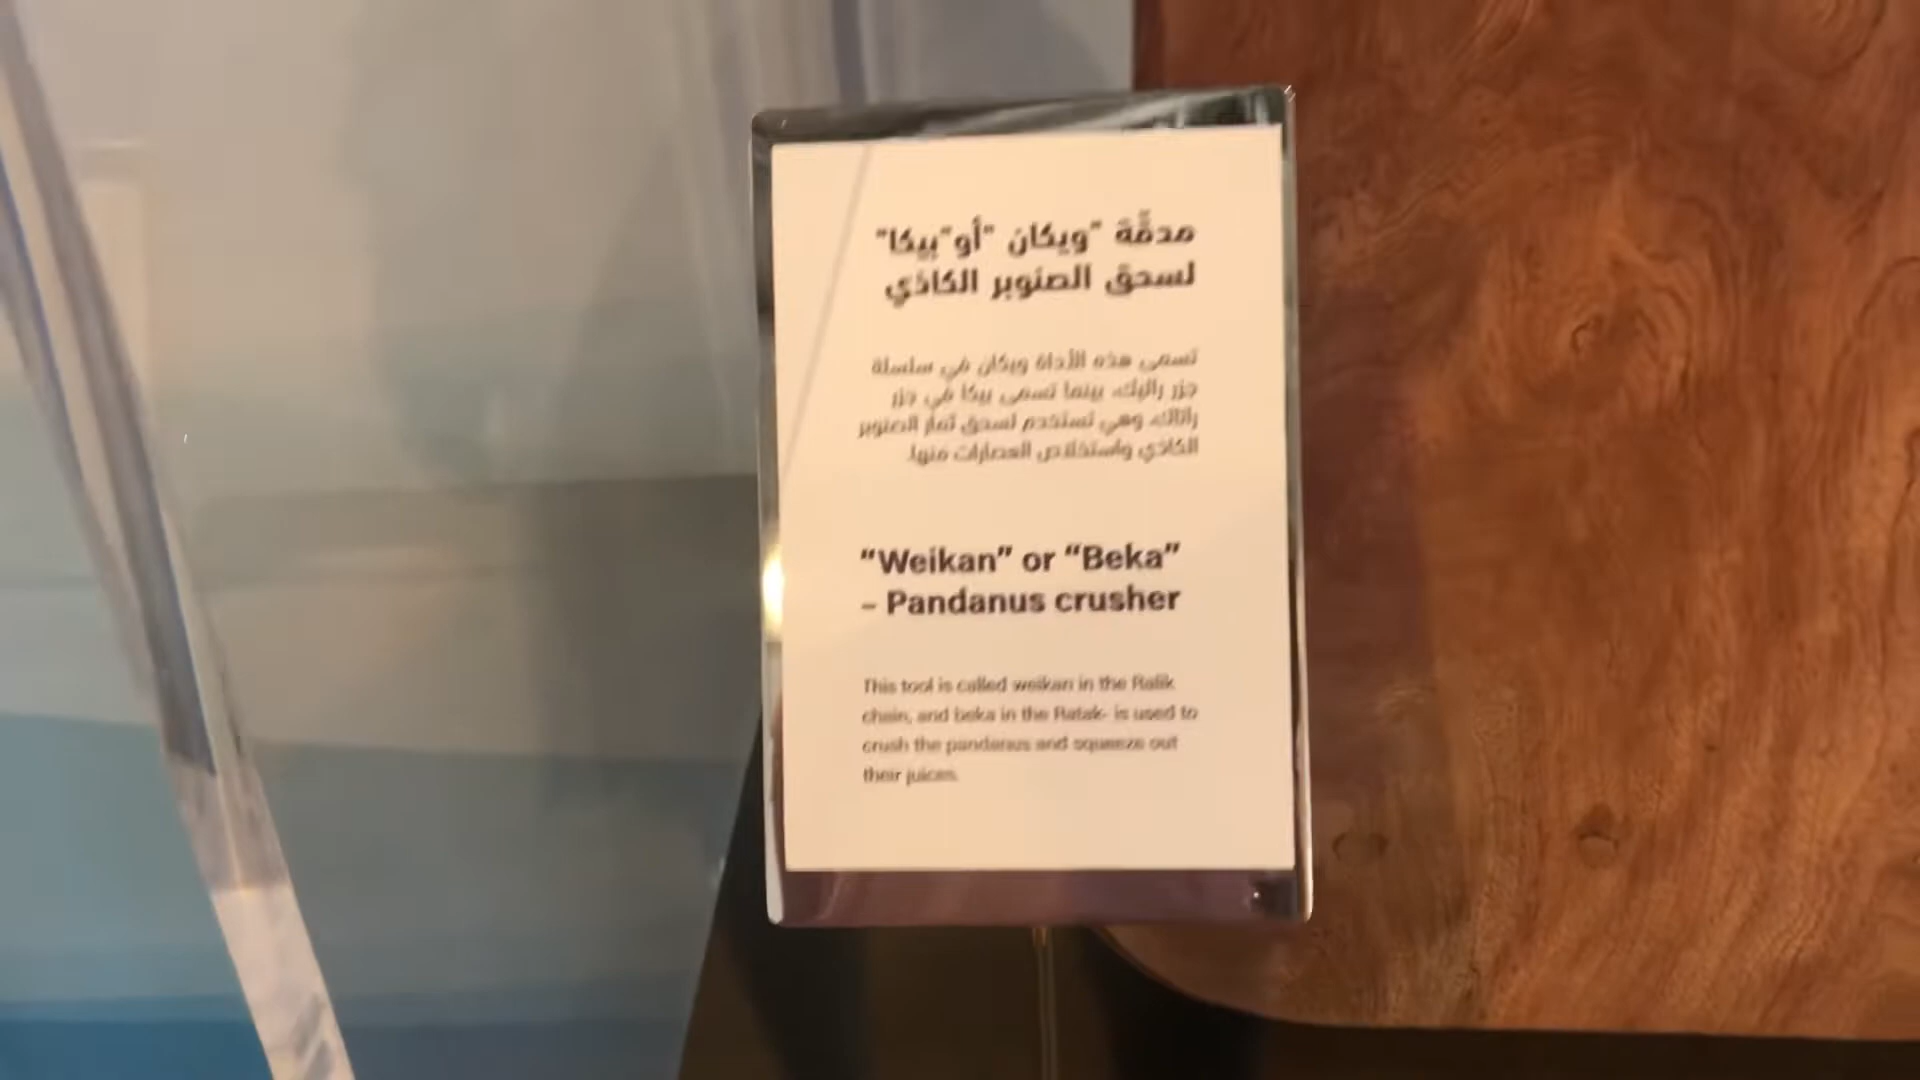 مدقَّة "ويكان "أو"بيكا"
لسحق الصنوبر الكاذي
تسمى هذه الأداة ويكان في سلسلة
جزر راليك، بينما تسمى بيكا في جزر
راتاك، وهي تستخدم لسحق ثمار الصنوبر
الكاذي واستخلاص العصارات منها.
“Weikan” or “Beka”
– Pandanus crusher
This tool is called weikan in the Ralik
chain, and beka in the Ratak- is used to
crush the pandanus and squeeze out
their juices.